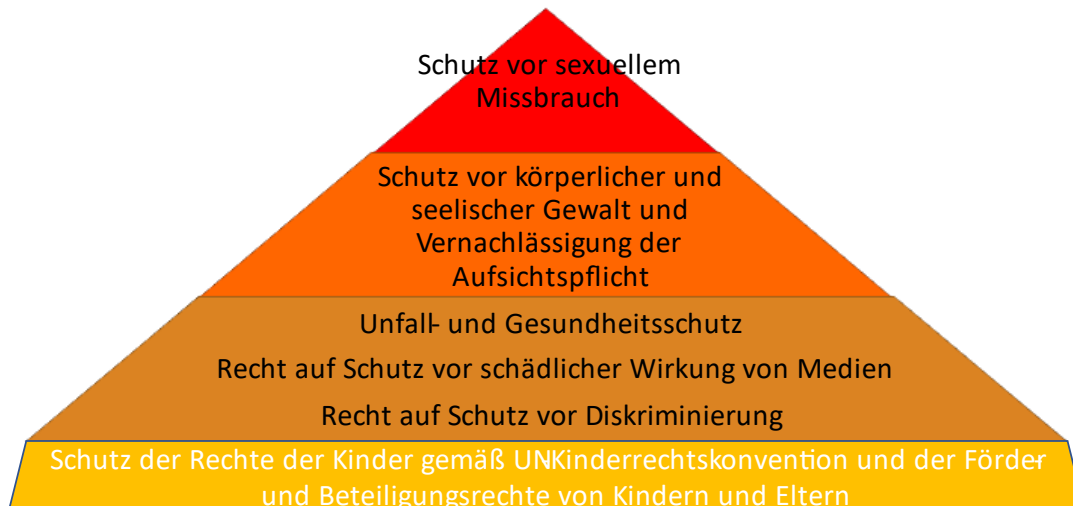 Schutz vor sexuellem
Missbrauch
Schutz vor körperlicher und
seelischer Gewalt und
Vernachlässigung der
Aufsichtspflicht
Unfall- und Gesundheitsschutz
Recht auf Schutz vor schädlicher Wirkung von Medien
Recht auf Schutz vor Diskriminierung
Schutz der Rechte der Kinder gemäß UNKinderrechtskonvention und der Förder-
und Beteiligungsrechte von Kindern und Eltern